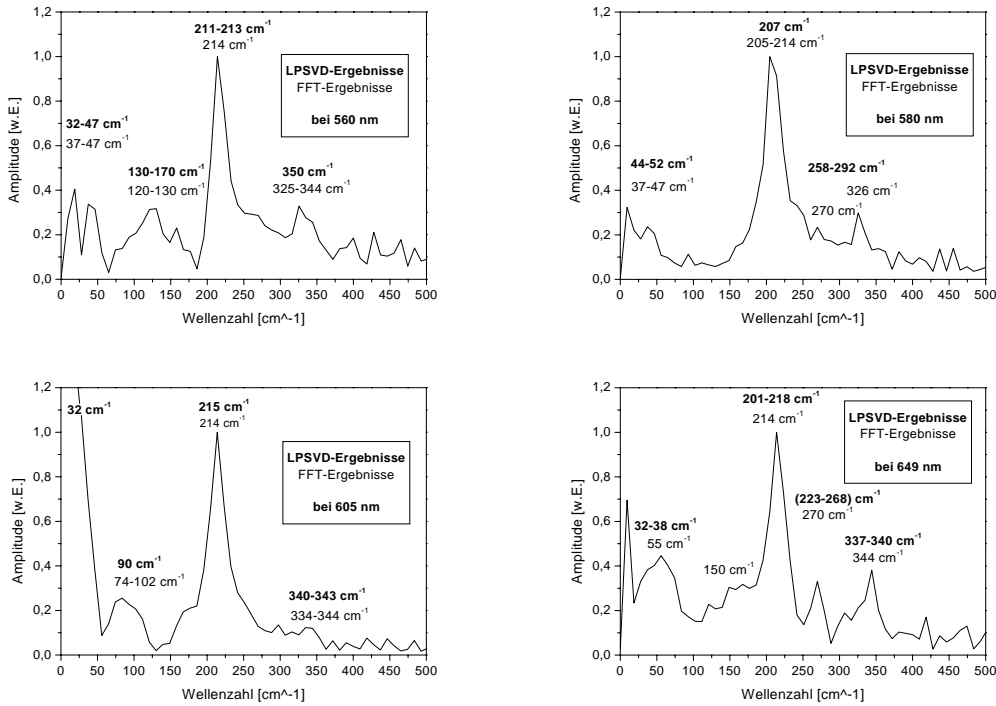 211-213 cm⁻¹
214 cm⁻¹
LPSVD-Ergebnisse
FFT-Ergebnisse
bei 560 nm
32-47 cm⁻¹
37-47 cm⁻¹
130-170 cm⁻¹
120-130 cm⁻¹
350 cm⁻¹
325-344 cm⁻¹
Amplitude [w.E.]
1,2
1,0
0,8
0,6
0,4
0,2
0,0
0 50 100 150 200 250 300 350 400 450 500
Wellenzahl [cm^-1]
207 cm⁻¹
205-214 cm⁻¹
LPSVD-Ergebnisse
FFT-Ergebnisse
bei 580 nm
44-52 cm⁻¹
37-47 cm⁻¹
258-292 cm⁻¹
326 cm⁻¹
270 cm⁻¹
Amplitude [w.E.]
1,2
1,0
0,8
0,6
0,4
0,2
0,0
0 50 100 150 200 250 300 350 400 450 500
Wellenzahl [cm^-1]
32 cm⁻¹
215 cm⁻¹
214 cm⁻¹
LPSVD-Ergebnisse
FFT-Ergebnisse
bei 605 nm
90 cm⁻¹
74-102 cm⁻¹
340-343 cm⁻¹
334-344 cm⁻¹
Amplitude [w.E.]
1,2
1,0
0,8
0,6
0,4
0,2
0,0
0 50 100 150 200 250 300 350 400 450 500
Wellenzahl [cm^-1]
201-218 cm⁻¹
214 cm⁻¹
LPSVD-Ergebnisse
FFT-Ergebnisse
bei 649 nm
(223-268) cm⁻¹
270 cm⁻¹
32-38 cm⁻¹
55 cm⁻¹
150 cm⁻¹
337-340 cm⁻¹
344 cm⁻¹
Amplitude [w.E.]
1,2
1,0
0,8
0,6
0,4
0,2
0,0
0 50 100 150 200 250 300 350 400 450 500
Wellenzahl [cm^-1]